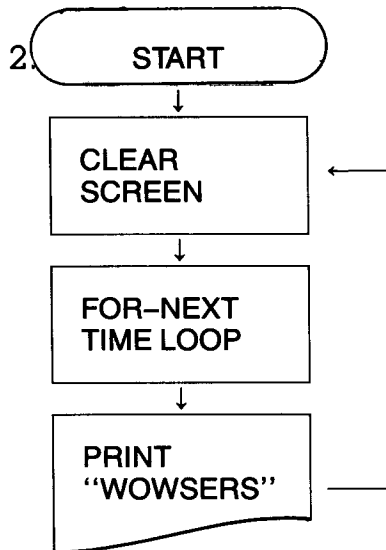 2. START
CLEAR
SCREEN
FOR–NEXT
TIME LOOP
PRINT
‘‘WOWSERS’’